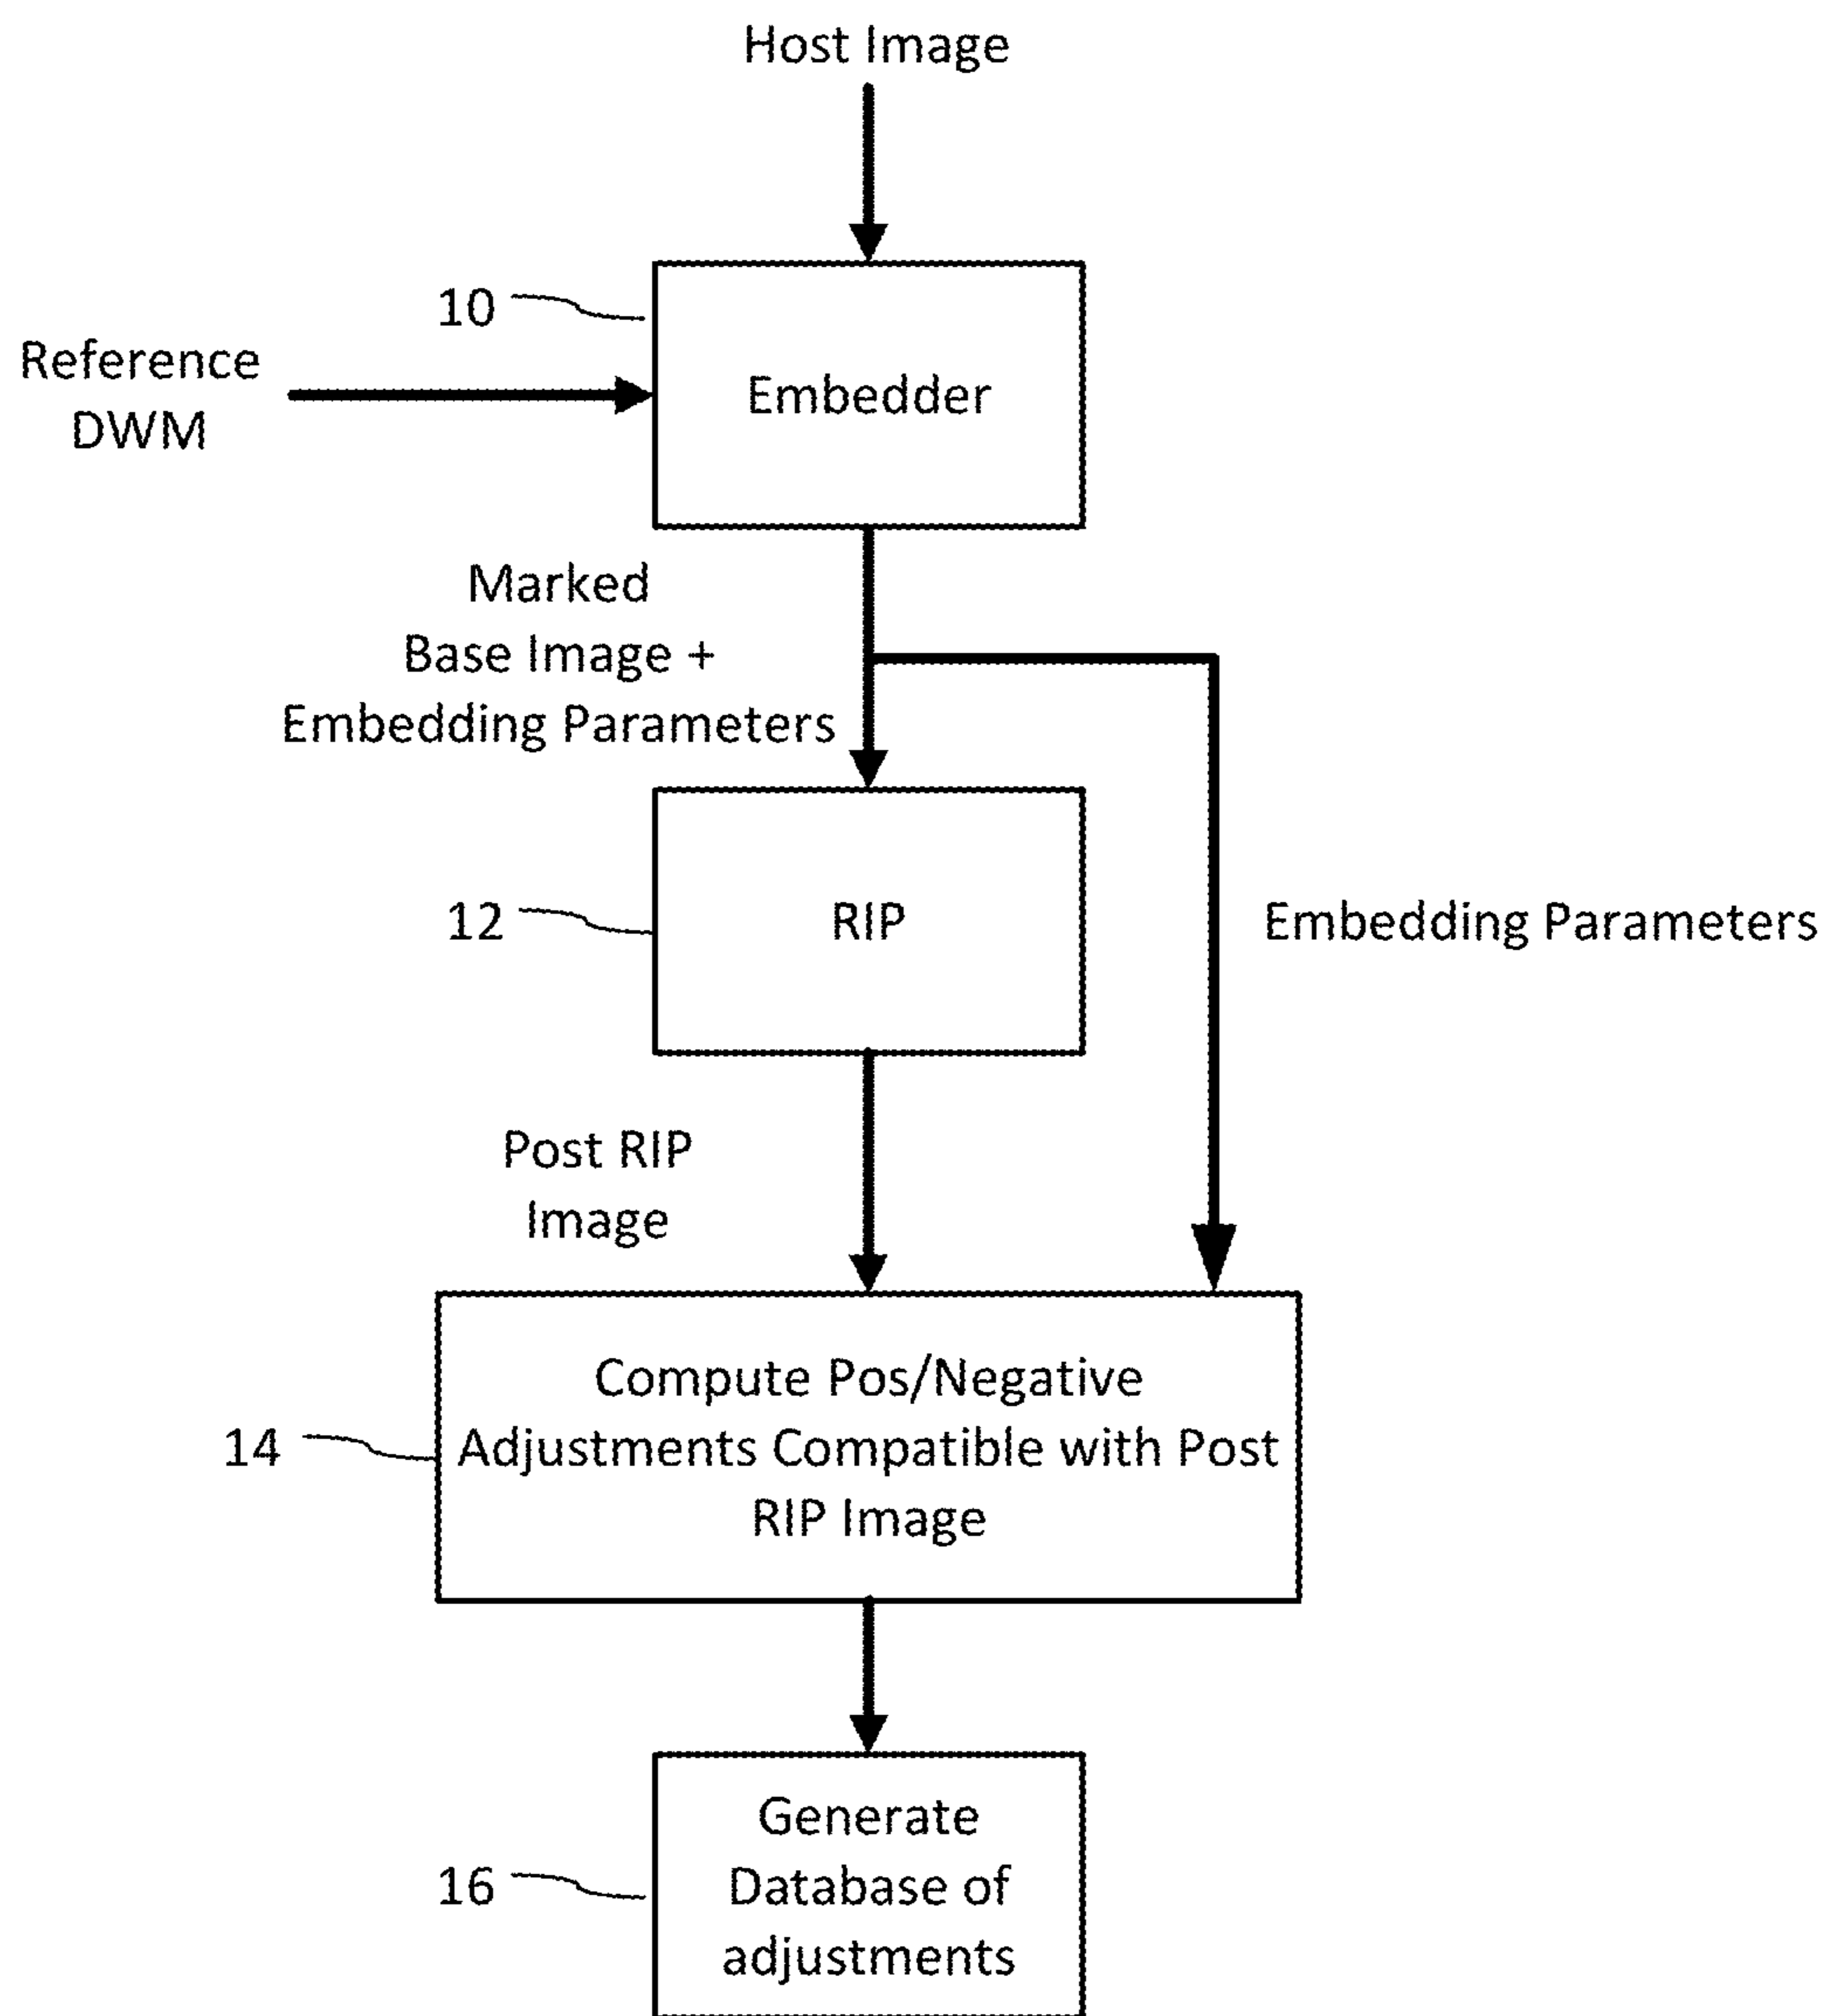 Host Image
10
Reference
DWM
Embedder
Marked
Base Image +
Embedding Parameters
12
RIP
Embedding Parameters
Post RIP
Image
14
Compute Pos/Negative
Adjustments Compatible with Post
RIP Image
16
Generate
Database of
adjustments